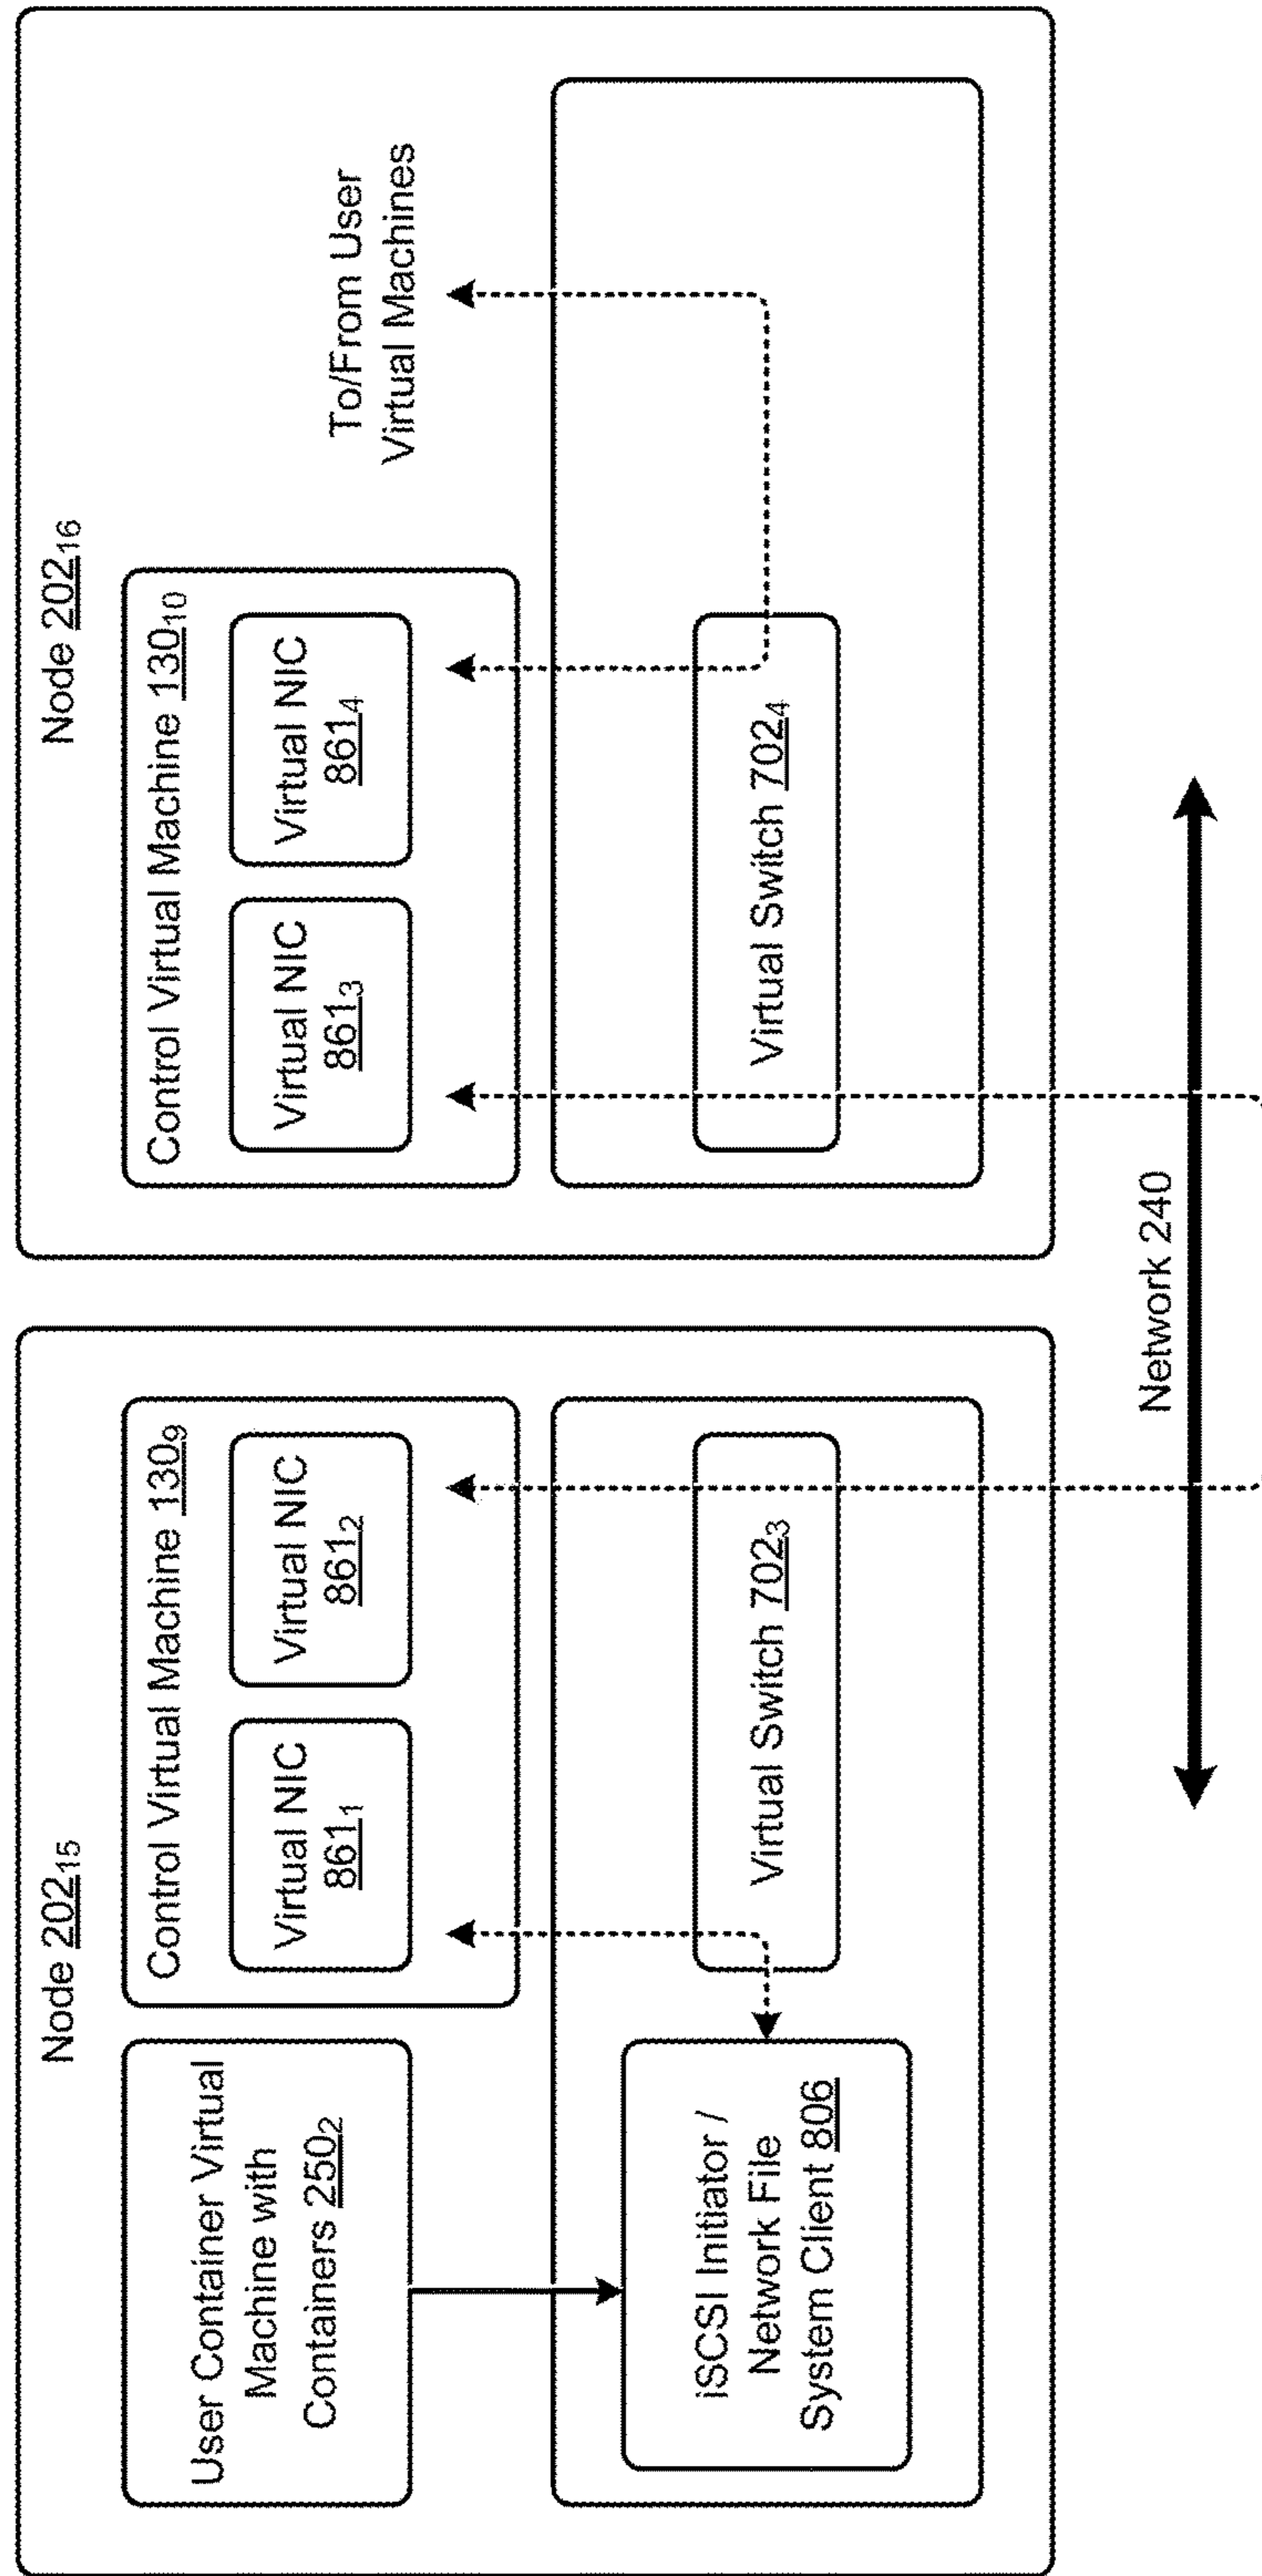 Node 202₁₅
User Container Virtual
Machine with
Containers 250₂
Control Virtual Machine 130₉
Virtual NIC
861₁
Virtual NIC
861₂
iSCSI Initiator /
Network File
System Client 806
Virtual Switch 702₃
Node 202₁₆
Control Virtual Machine 130₁₀
Virtual NIC
861₃
Virtual NIC
861₄
To/From User
Virtual Machines
Virtual Switch 702₄
Network 240